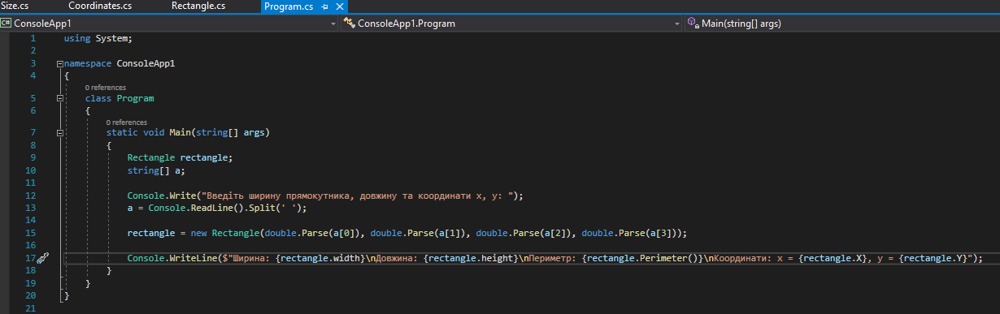 Size.cs Coordinates.cs Rectangle.cs Program.cs
C# ConsoleApp1 ConsoleApp1.Program Main(string[] args)
1 using System;
2
3 namespace ConsoleApp1
4 {
0 references
5 class Program
6 {
0 references
7 static void Main(string[] args)
8 {
9 Rectangle rectangle;
10 string[] a;
11
12 Console.Write("Введіть ширину прямокутника, довжину та координати x, y: ");
13 a = Console.ReadLine().Split(' ');
14
15 rectangle = new Rectangle(double.Parse(a[0]), double.Parse(a[1]), double.Parse(a[2]), double.Parse(a[3]));
16
17 Console.WriteLine($"Ширина: {rectangle.width}\nДовжина: {rectangle.height}\nПериметр: {rectangle.Perimeter()}\nКоординати: x = {rectangle.X}, y = {rectangle.Y}");
18 }
19 }
20 }
21